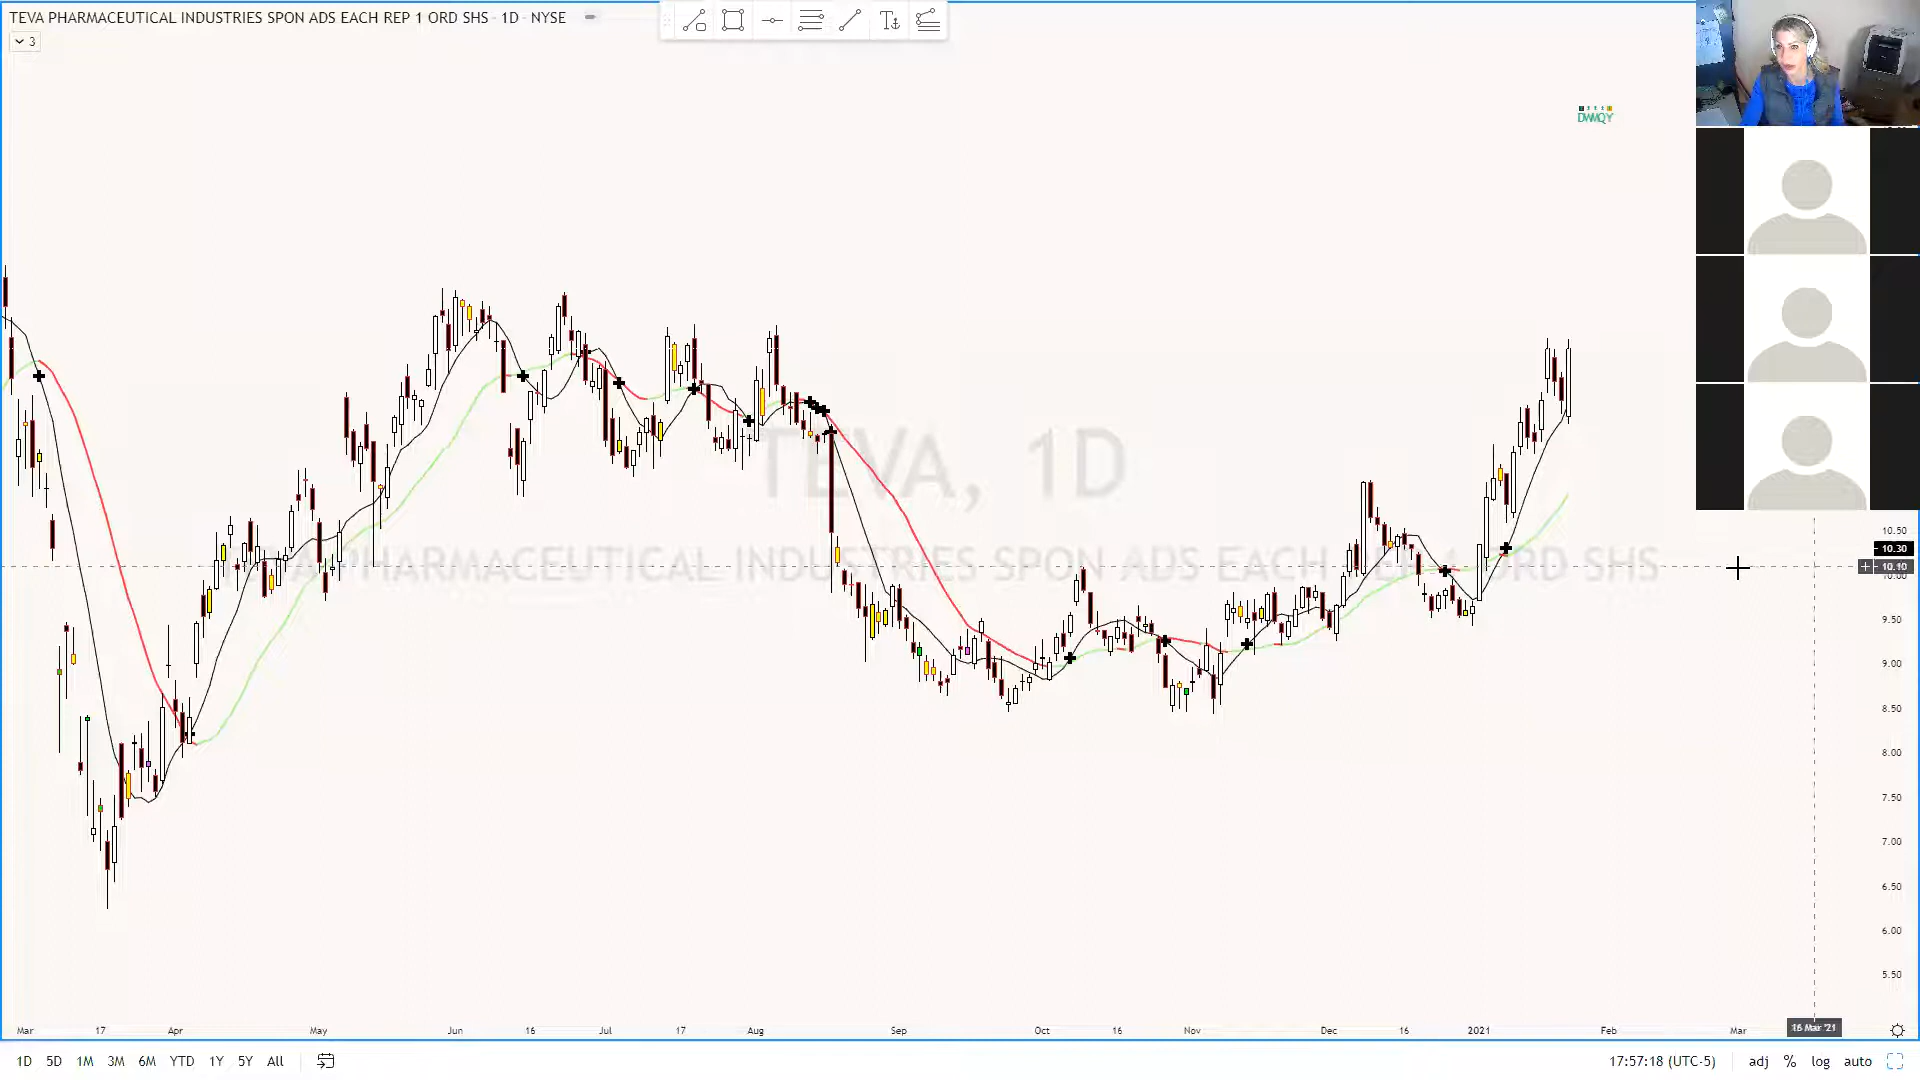 TEVA PHARMACEUTICAL INDUSTRIES SPON ADS EACH REP 1 ORD SHS · 1D · NYSE
3
DWMQY
TEVA, 1D
PHARMACEUTICAL INDUSTRIES SPON ADS EACH REP 1 ORD SHS
10.50
10.30
10.10
10.00
9.50
9.00
8.50
8.00
7.50
7.00
6.50
6.00
5.50
Mar 17 Apr May Jun 16 Jul 17 Aug Sep Oct 16 Nov Dec 16 2021 Feb Mar 16 Mar '21
1D 5D 1M 3M 6M YTD 1Y 5Y All 17:57:18 (UTC-5) adj % log auto